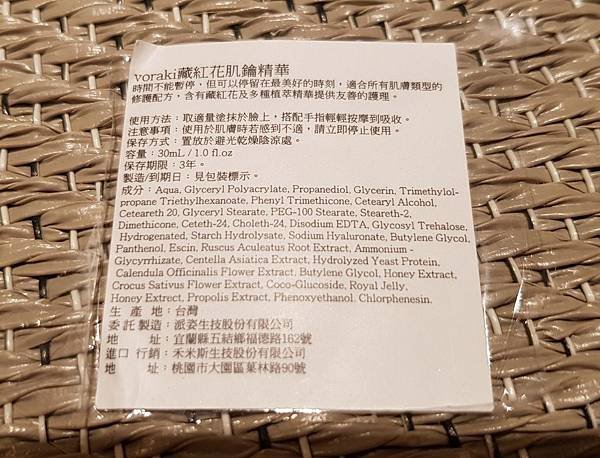 voraki藏紅花肌鑰精華
時間不能暫停，但可以停留在最美好的時刻，適合所有肌膚類型的
修護配方，含有藏紅花及多種植萃精華提供友善的護理。
使用方法：取適量塗抹於臉上，搭配手指輕輕按摩到吸收。
注意事項：使用於肌膚時若感到不適，請立即停止使用。
保存方式：置放於避光乾燥陰涼處。
容量：30mL / 1.0 fl.oz
保存期限：3年。
製造/到期日：見包裝標示。
成分：Aqua, Glyceryl Polyacrylate, Propanediol, Glycerin, Trimethylol-
propane Triethylhexanoate, Phenyl Trimethicone, Cetearyl Alcohol,
Ceteareth 20, Glyceryl Stearate, PEG-100 Stearate, Steareth-2,
Dimethicone, Ceteth-24, Choleth-24, Disodium EDTA, Glycosyl Trehalose,
Hydrogenated, Starch Hydrolysate, Sodium Hyaluronate, Butylene Glycol,
Panthenol, Escin, Ruscus Aculeatus Root Extract, Ammonium -
Glycyrrhizate, Centella Asiatica Extract, Hydrolyzed Yeast Protein,
Calendula Officinalis Flower Extract, Butylene Glycol, Honey Extract,
Crocus Sativus Flower Extract, Coco-Glucoside, Royal Jelly,
Honey Extrect, Propolis Extract, Phenoxyethanol, Chlorphenesin.
生 產 地：台灣
委託製造：派姿生技股份有限公司
地 址：宜蘭縣五結鄉福德路162號
進口 行銷：禾米斯生技股份有限公司
地 址：桃園市大園區菓林路90號